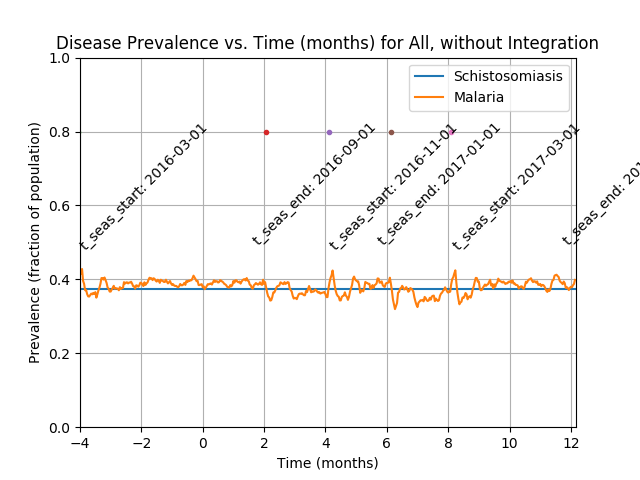 Disease Prevalence vs. Time (months) for All, without Integration
Prevalence (fraction of population)
1.0
0.8
0.6
0.4
0.2
0.0
Schistosomiasis
Malaria
t_seas_start: 2016-03-01
t_seas_end: 2016-09-01
t_seas_start: 2016-11-01
t_seas_end: 2017-01-01
t_seas_start: 2017-03-01
t_seas_end: 201
−4
−2
0
2
4
6
8
10
12
Time (months)